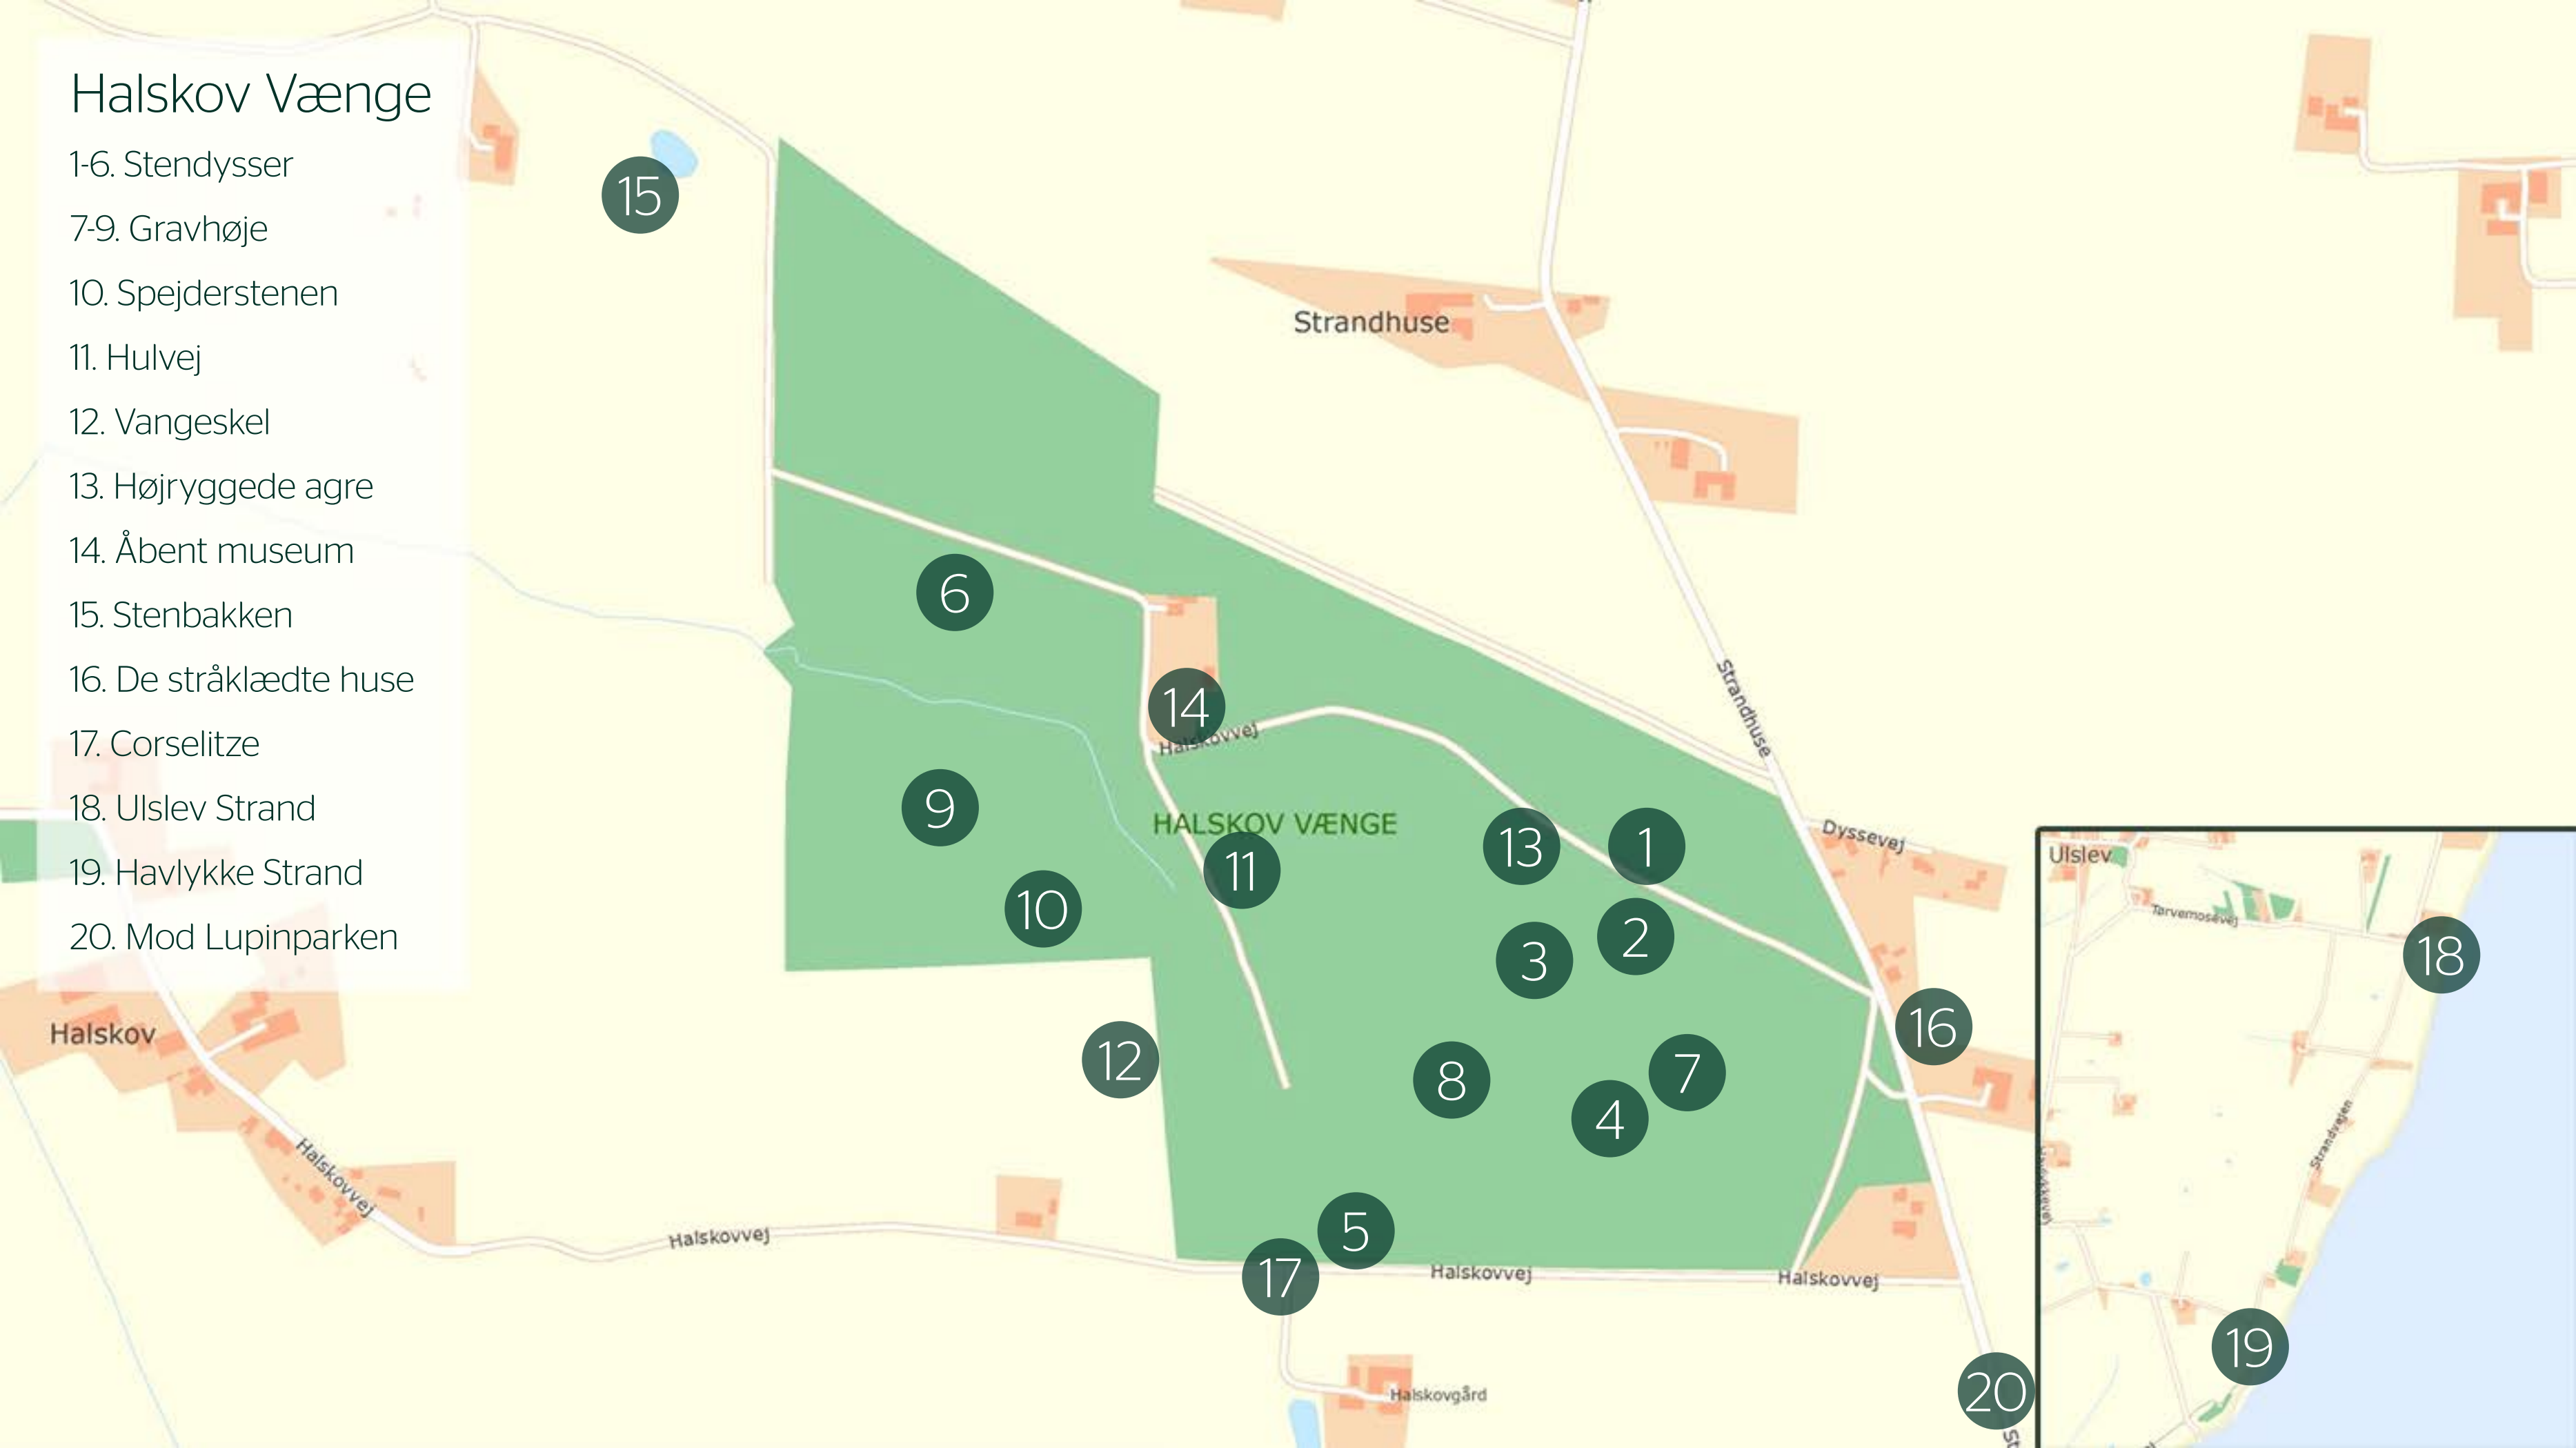 Halskov Vænge
1-6. Stendysser
7-9. Gravhøje
10. Spejderstenen
11. Hulvej
12. Vangeskel
13. Højryggede agre
14. Åbent museum
15. Stenbakken
16. De stråklædte huse
17. Corselitze
18. Ulslev Strand
19. Havlykke Strand
20. Mod Lupinparken
15
Strandhuse
6
14
Halskovvej
Strandhuse
HALSKOV VÆNGE
9
10
11
13
1
2
3
Dyssevej
16
12
8
7
4
5
17
Halskov
Halskovvej
Halskovvej
Halskovvej
Halskovvej
Halskovgård
20
Ulslev
Tørvemosevej
18
Strandvejen
19